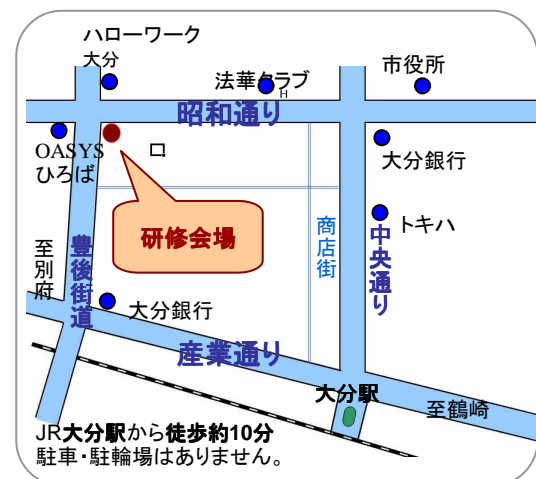 ハローワーク
大分
法華クラブ
H
市役所
昭和通り
OASYS
ひろば
大分銀行
研修会場
商店街
トキハ
中央通り
至別府
豊後街道
大分銀行
産業通り
大分駅
至鶴崎
JR大分駅から徒歩約10分
駐車・駐輪場はありません。